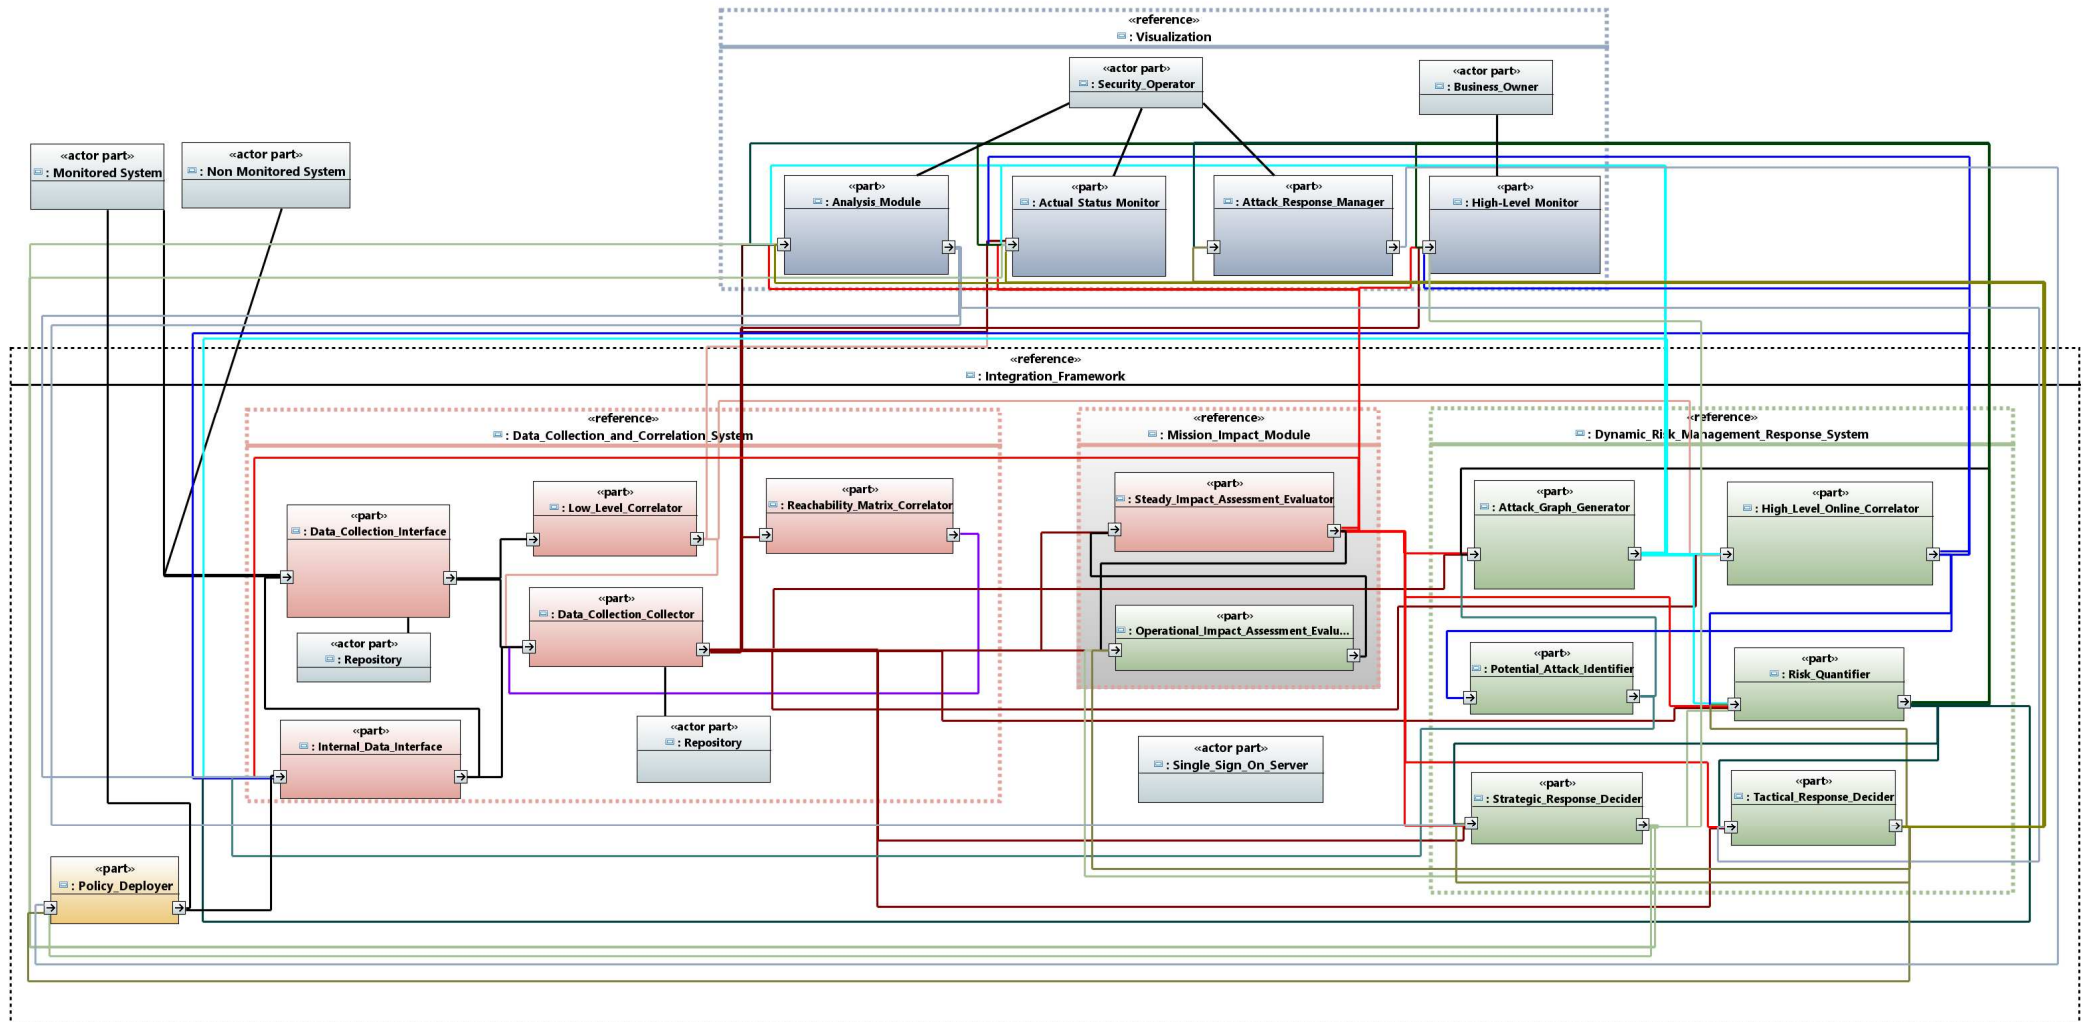 «reference»
: Visualization
«actor part»
: Security_Operator
«actor part»
: Business_Owner
«actor part»
: Monitored System
«actor part»
: Non Monitored System
«part»
: Analysis_Module
«part»
: Actual_Status_Monitor
«part»
: Attack_Response_Manager
«part»
: High-Level_Monitor
«reference»
: Integration_Framework
«reference»
: Data_Collection_and_Correlation_System
«reference»
: Mission_Impact_Module
«reference»
: Dynamic_Risk_Management_Response_System
«part»
: Data_Collection_Interface
«part»
: Low_Level_Correlator
«part»
: Reachability_Matrix_Correlator
«part»
: Steady_Impact_Assessment_Evaluator
«part»
: Attack_Graph_Generator
«part»
: High_Level_Online_Correlator
«actor part»
: Repository
«part»
: Data_Collection_Collector
«part»
: Operational_Impact_Assessment_Evalu...
«part»
: Potential_Attack_Identifier
«part»
: Risk_Quantifier
«part»
: Internal_Data_Interface
«actor part»
: Repository
«actor part»
: Single_Sign_On_Server
«part»
: Strategic_Response_Decider
«part»
: Tactical_Response_Decider
«part»
: Policy_Deployer